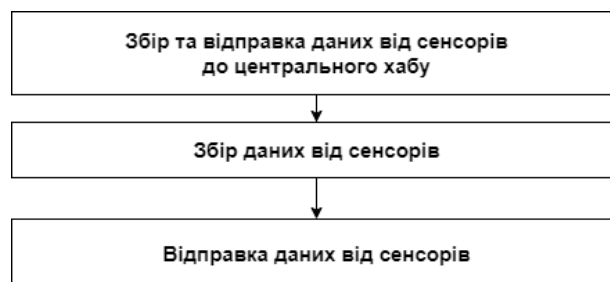 Збір та відправка даних від сенсорів
до центрального хабу
Збір даних від сенсорів
Відправка даних від сенсорів